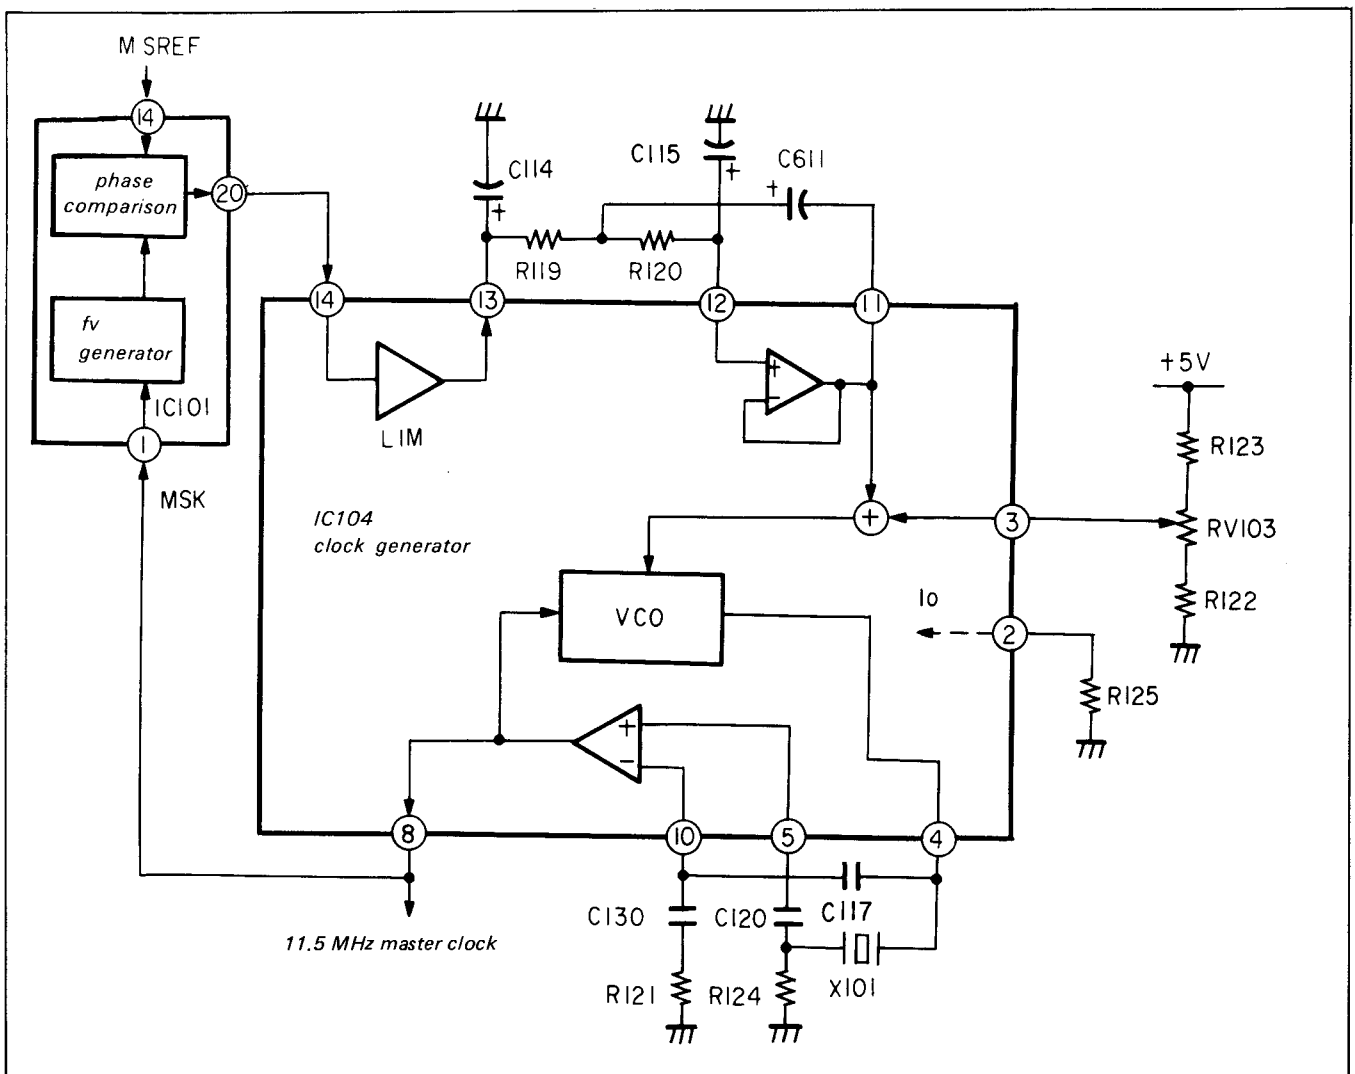 M SREF
14
phase
comparison
20
fv
generator
IC101
1
MSK
C114
+
C115
+
C611
+
R119
R120
14
13
12
11
LIM
+
-
+5V
R123
RV103
R122
3
+
IC104
clock generator
VCO
Io
2
R125
+
-
8
10
5
4
C130
C120
C117
11.5 MHz master clock
R121
R124
X101